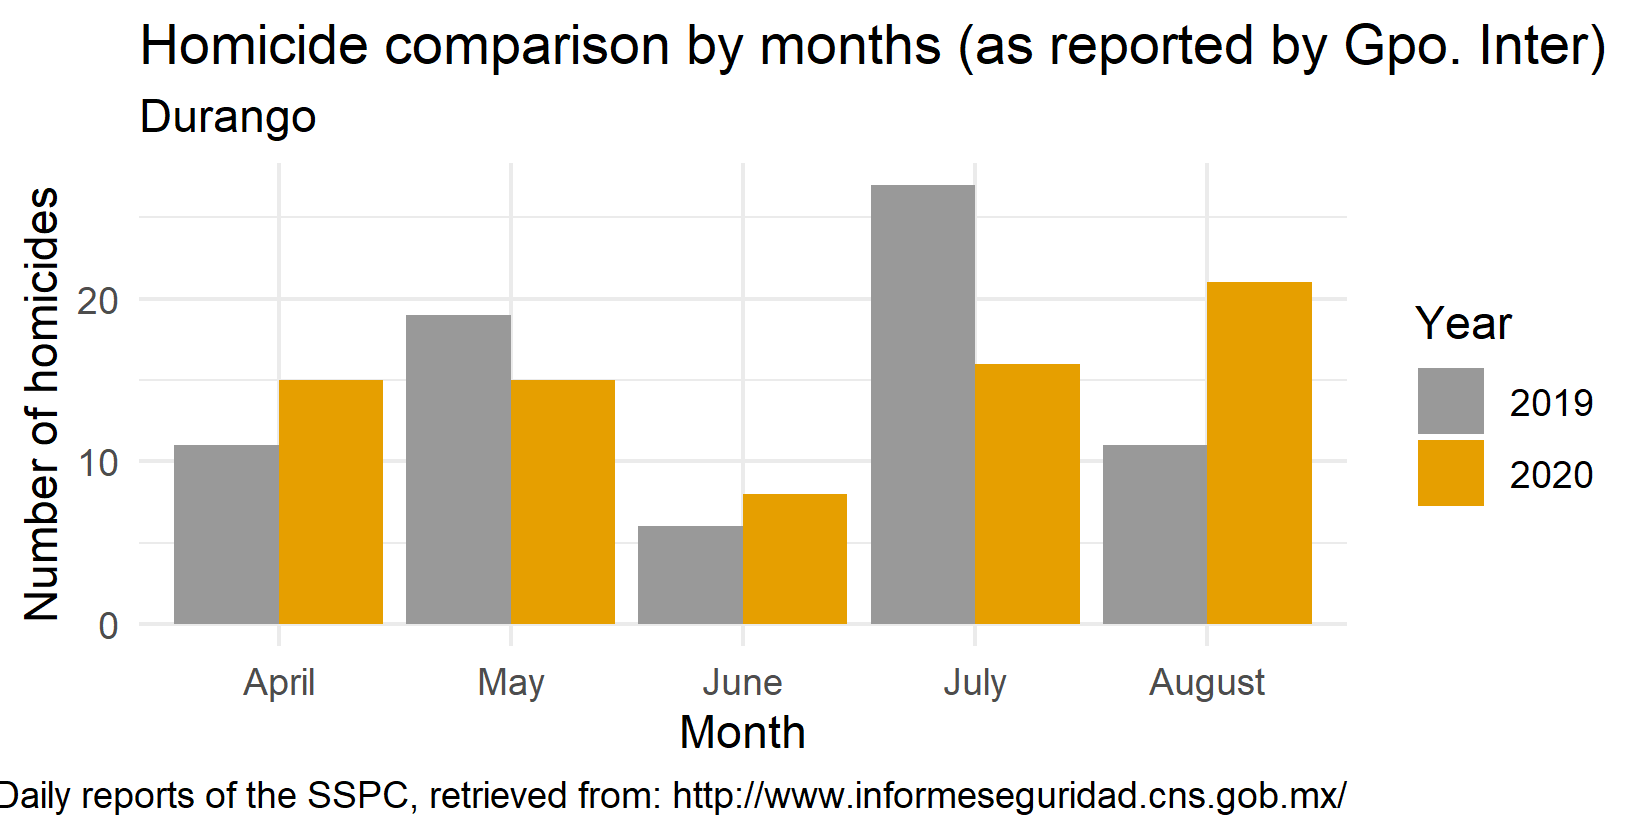 Homicide comparison by months (as reported by Gpo. Inter)
Durango
Number of homicides
20
10
0
April May June July August
Month
Year
2019
2020
Daily reports of the SSPC, retrieved from: http://www.informeseguridad.cns.gob.mx/